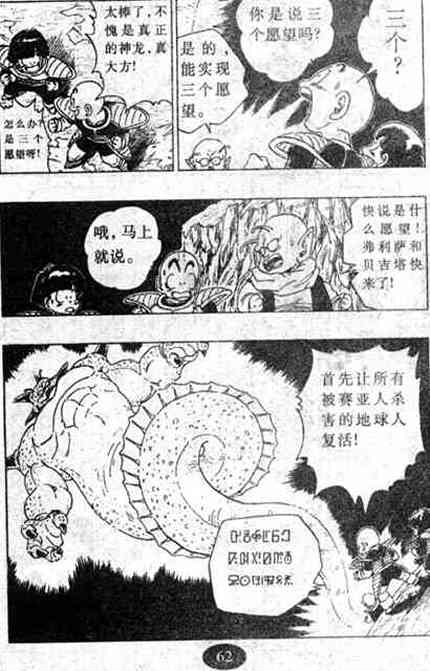 三个?
你是说三
个愿望吗?
是的,
能实现
三个愿
望。
太棒了,不
愧是真正
的神龙,真
大方!
怎么办?
是三个
愿望呀!
快说是什
么愿望!
弗利萨和
贝吉塔快
来了!
哦,马上
就说。
首先让所有
被赛亚人杀
害的地球人
复活!
62